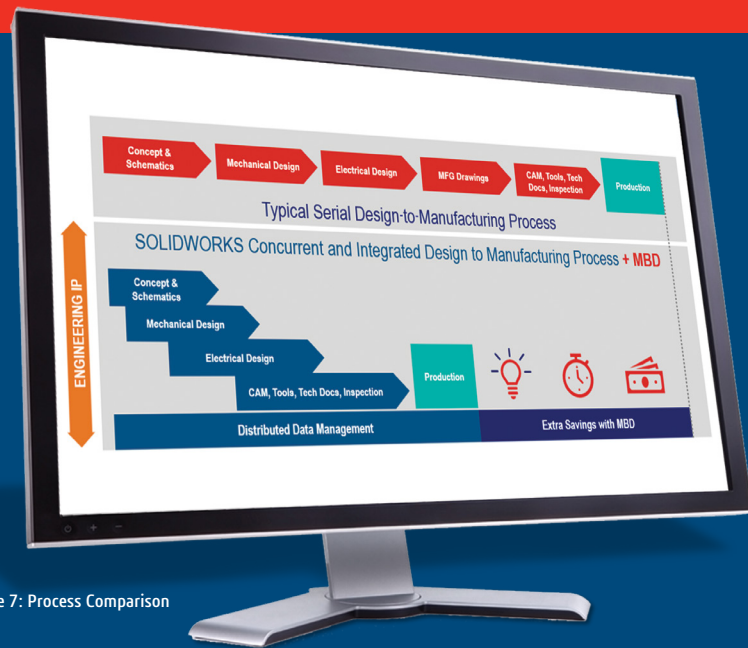 Concept &
Schematics
Mechanical Design
Electrical Design
MFG Drawings
CAM, Tools, Tech
Docs, Inspection
Production
Typical Serial Design-to-Manufacturing Process
SOLIDWORKS Concurrent and Integrated Design to Manufacturing Process + MBD
ENGINEERING IP
Concept &
Schematics
Mechanical Design
Electrical Design
CAM, Tools, Tech Docs, Inspection
Production
Distributed Data Management
Extra Savings with MBD
e 7: Process Comparison